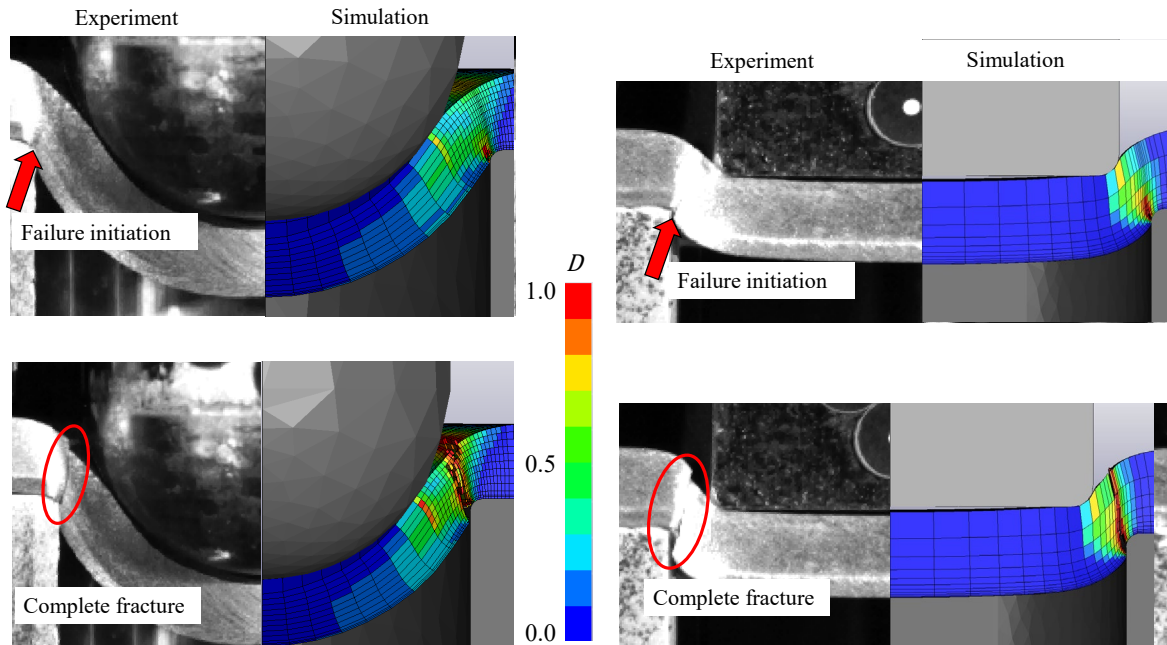 Experiment
Simulation
Experiment
Simulation
Failure initiation
Failure initiation
D
1.0
0.5
0.0
Complete fracture
Complete fracture